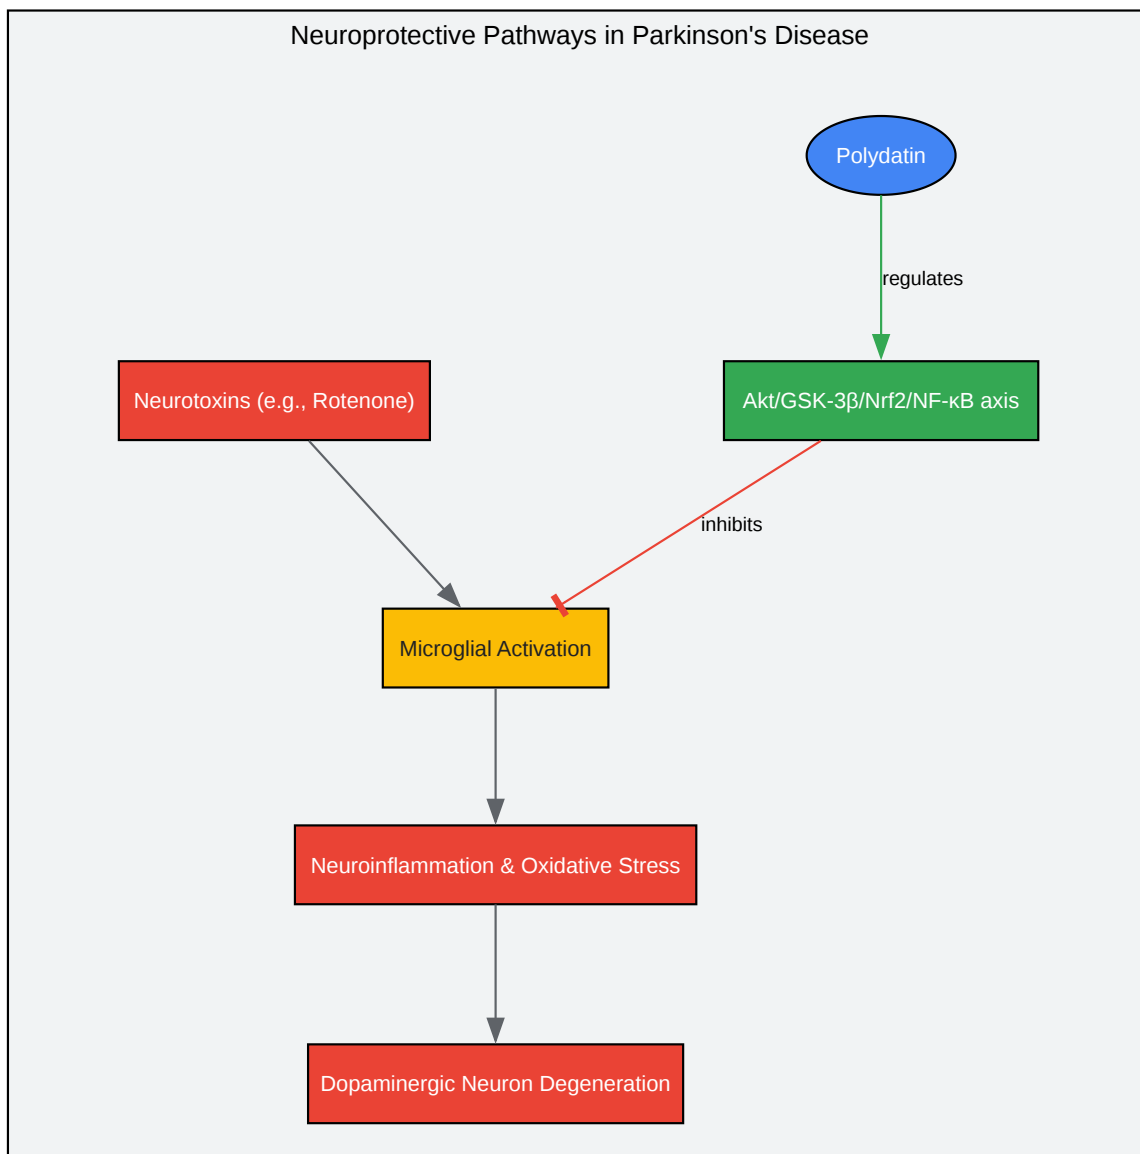 Neuroprotective Pathways in Parkinson's Disease
Polydatin
regulates
Neurotoxins (e.g., Rotenone)
Akt/GSK-3β/Nrf2/NF-κB axis
inhibits
Microglial Activation
Neuroinflammation & Oxidative Stress
Dopaminergic Neuron Degeneration